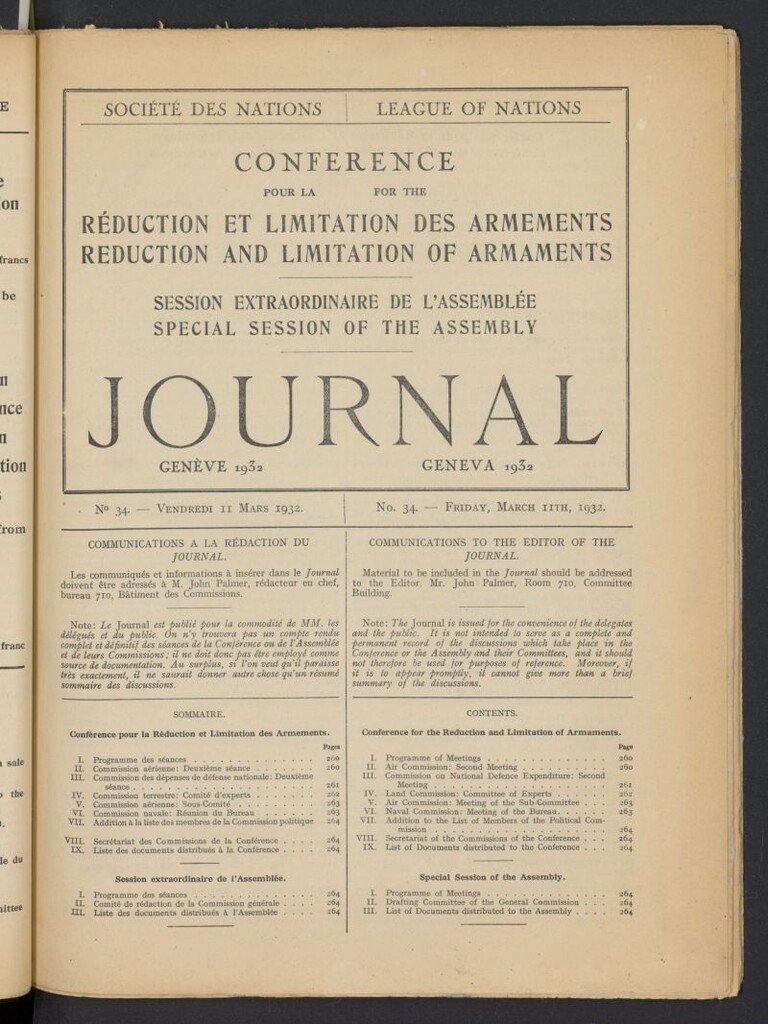 E
e
on
francs
be
n
nce
n
tion
s
from
franc
sale
the
le du
ittee
SOCIÉTÉ DES NATIONS LEAGUE OF NATIONS
CONFERENCE
POUR LA FOR THE
RÉDUCTION ET LIMITATION DES ARMEMENTS
REDUCTION AND LIMITATION OF ARMAMENTS
SESSION EXTRAORDINAIRE DE L'ASSEMBLÉE
SPECIAL SESSION OF THE ASSEMBLY
JOURNAL
GENÈVE 1932 GENEVA 1932
Nº 34. — VENDREDI 11 MARS 1932.
No. 34. — FRIDAY, MARCH 11TH, 1932.
COMMUNICATIONS A LA RÉDACTION DU
JOURNAL.
Les communiqués et informations à insérer dans le Journal
doivent être adressés à M. John Palmer, rédacteur en chef,
bureau 710, Bâtiment des Commissions.
Note: Le Journal est publié pour la commodité de MM. les
délégués et du public. On n'y trouvera pas un compte rendu
complet et définitif des séances de la Conférence ou de l'Assemblée
et de leurs Commissions; il ne doit donc pas être employé comme
source de documentation. Au surplus, si l'on veut qu'il paraisse
très exactement, il ne saurait donner autre chose qu'un résumé
sommaire des discussions.
SOMMAIRE.
Conférence pour la Réduction et Limitation des Armements.
Pages
I. Programme des séances . . . . . . . . . . . . . . . 260
II. Commission aérienne: Deuxième séance . . . . . . . . 260
III. Commission des dépenses de défense nationale: Deuxième
séance . . . . . . . . . . . . . . . . . . . . . . 261
IV. Commission terrestre: Comité d'experts . . . . . . . 262
V. Commission aérienne: Sous-Comité . . . . . . . . . . 263
VI. Commission navale: Réunion du Bureau . . . . . . . . 263
VII. Addition à la liste des membres de la Commission politique 264
VIII. Secrétariat des Commissions de la Conférence . . . . 264
IX. Liste des documents distribués à la Conférence . . . . 264
Session extraordinaire de l'Assemblée.
I. Programme des séances . . . . . . . . . . . . . . . 264
II. Comité de rédaction de la Commission générale . . . . 264
III. Liste des documents distribués à l'Assemblée . . . . 264
COMMUNICATIONS TO THE EDITOR OF THE
JOURNAL.
Material to be included in the Journal should be addressed
to the Editor, Mr. John Palmer, Room 710, Committee
Building.
Note: The Journal is issued for the convenience of the delegates
and the public. It is not intended to serve as a complete and
permanent record of the discussions which take place in the
Conference or the Assembly and their Committees, and it should
not therefore be used for purposes of reference. Moreover, if
it is to appear promptly, it cannot give more than a brief
summary of the discussions.
CONTENTS.
Conference for the Reduction and Limitation of Armaments.
Page
I. Programme of Meetings . . . . . . . . . . . . . . . 260
II. Air Commission: Second Meeting . . . . . . . . . . . 260
III. Commission on National Defence Expenditure: Second
Meeting . . . . . . . . . . . . . . . . . . . . . 261
IV. Land Commission: Committee of Experts . . . . . . . 262
V. Air Commission: Meeting of the Sub-Committee . . . 263
VI. Naval Commission: Meeting of the Bureau. . . . . . 263
VII. Addition to the List of Members of the Political Com-
mission . . . . . . . . . . . . . . . . . . . . . 264
VIII. Secretariat of the Commissions of the Conference . . . 264
IX. List of Documents distributed to the Conference . . . 264
Special Session of the Assembly.
I. Programme of Meetings . . . . . . . . . . . . . . . 264
II. Drafting Committee of the General Commission . . . 264
III. List of Documents distributed to the Assembly . . . . 264